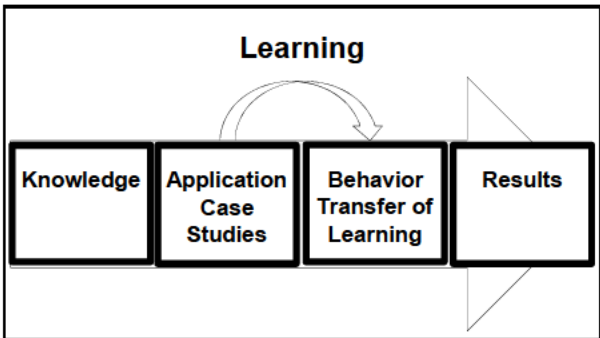 Learning
Knowledge
Application
Case
Studies
Behavior
Transfer of
Learning
Results